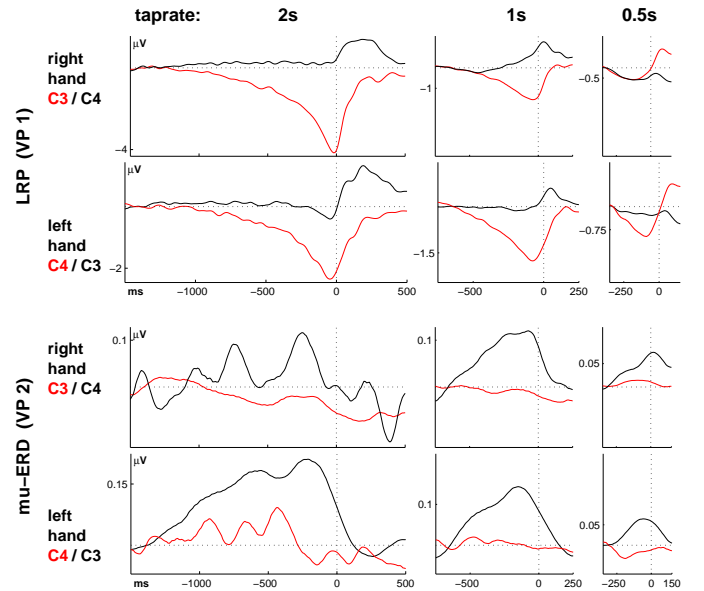 taprate: 2s 1s 0.5s
LRP (VP 1)
right
hand
C3 / C4
µV
−4
−1
−0.5
left
hand
C4 / C3
µV
−2
−1.5
−0.75
ms −1000 −500 0 500
−500 0 250
−250 0
mu−ERD (VP 2)
right
hand
C3 / C4
µV
0.1
0.1
0.05
left
hand
C4 / C3
µV
0.15
0.1
0.05
ms −1000 −500 0 500
−500 0 250
−250 0 150